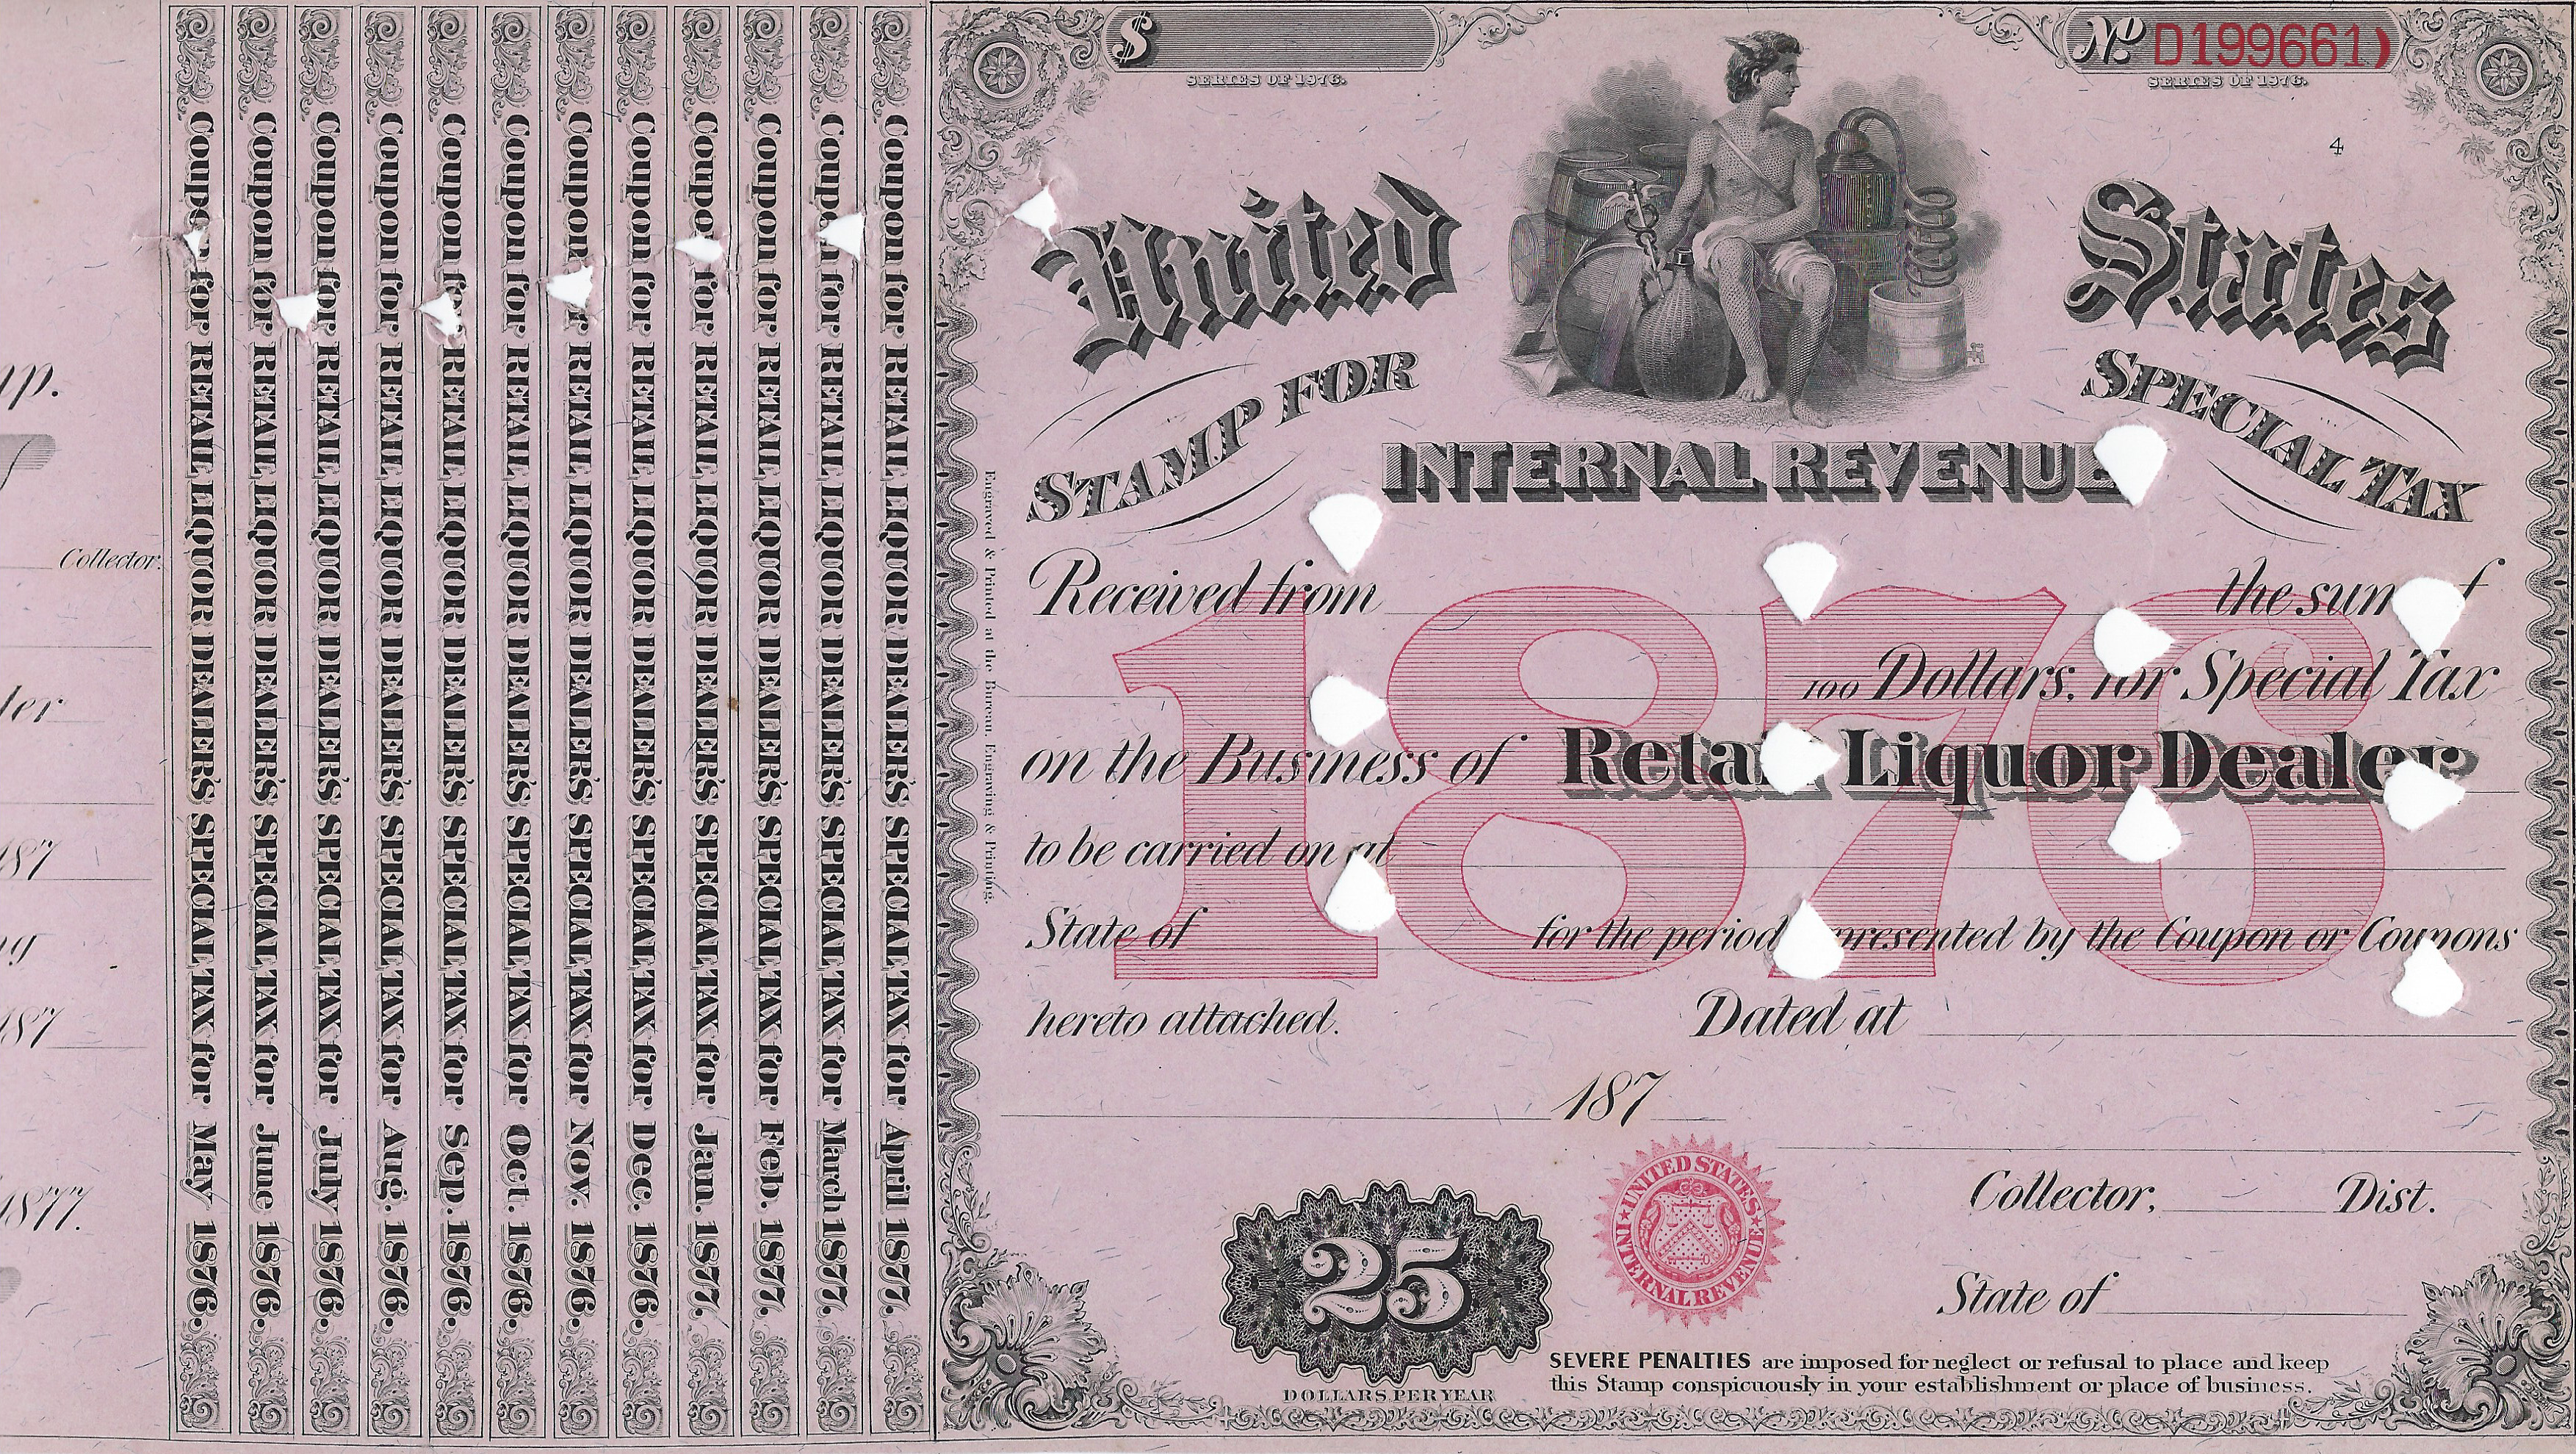 up.
Collector.
187
187
1877.
Coupon for RETAIL LIQUOR DEALER'S SPECIAL TAX for May 1876.
Coupon for RETAIL LIQUOR DEALER'S SPECIAL TAX for June 1876.
Coupon for RETAIL LIQUOR DEALER'S SPECIAL TAX for July 1876.
Coupon for RETAIL LIQUOR DEALER'S SPECIAL TAX for Aug. 1876.
Coupon for RETAIL LIQUOR DEALER'S SPECIAL TAX for Sep. 1876.
Coupon for RETAIL LIQUOR DEALER'S SPECIAL TAX for Oct. 1876.
Coupon for RETAIL LIQUOR DEALER'S SPECIAL TAX for Nov. 1876.
Coupon for RETAIL LIQUOR DEALER'S SPECIAL TAX for Dec. 1876.
Coupon for RETAIL LIQUOR DEALER'S SPECIAL TAX for Jan. 1877.
Coupon for RETAIL LIQUOR DEALER'S SPECIAL TAX for Feb. 1877.
Coupon for RETAIL LIQUOR DEALER'S SPECIAL TAX for March 1877.
Coupon for RETAIL LIQUOR DEALER'S SPECIAL TAX for April 1877.
Engraved & Printed at the Bureau, Engraving & Printing.
$
SERIES OF 1876.
No. D199661)
SERIES OF 1876.
4
United States
STAMP FOR SPECIAL TAX
INTERNAL REVENUE
1876
Received from the sum of
100 Dollars, for Special Tax
on the Business of Retail Liquor Dealer
to be carried on at
State of for the period represented by the Coupon or Coupons
hereto attached. Dated at
187
UNITED STATES INTERNAL REVENUE
Collector, Dist.
State of
25
DOLLARS PER YEAR
SEVERE PENALTIES are imposed for neglect or refusal to place and keep
this Stamp conspicuously in your establishment or place of business.